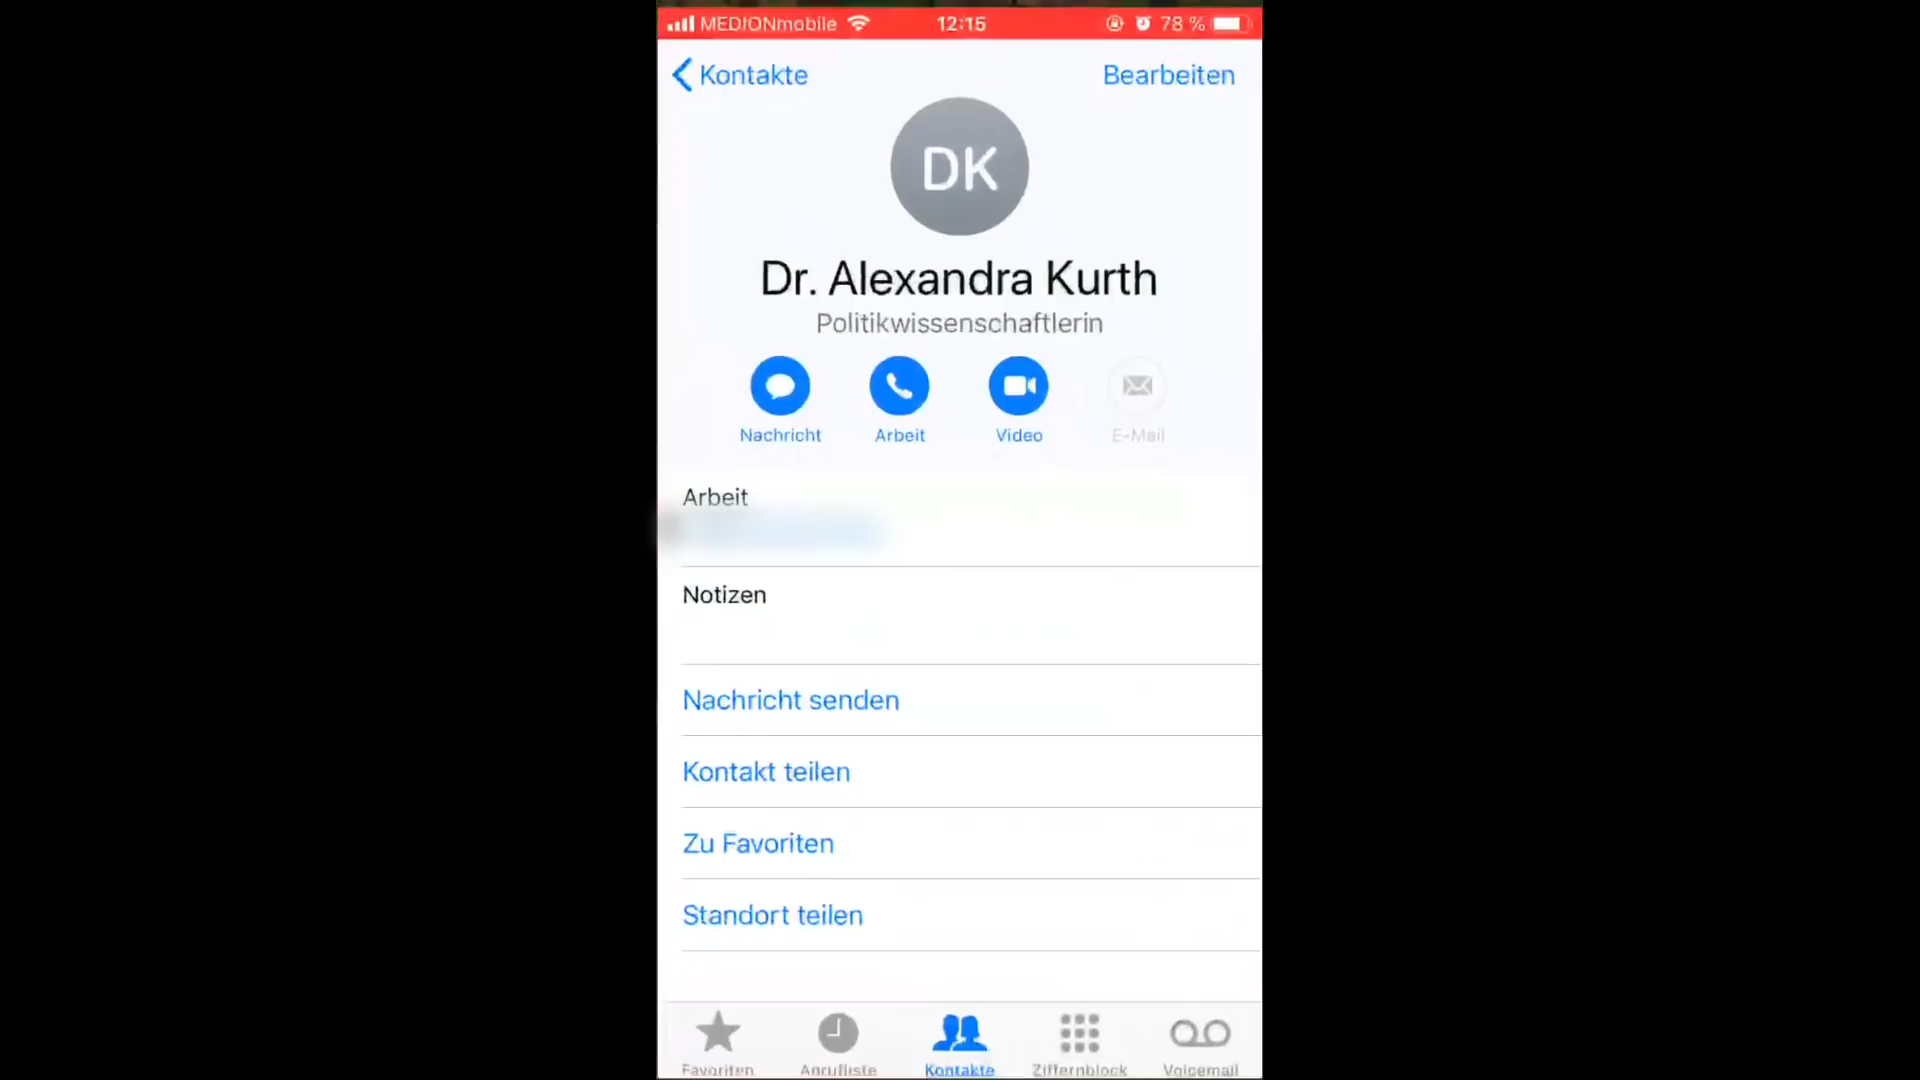 MEDIONmobile 12:15 78 %
Kontakte Bearbeiten
DK
Dr. Alexandra Kurth
Politikwissenschaftlerin
Nachricht Arbeit Video E-Mail
Arbeit
Notizen
Nachricht senden
Kontakt teilen
Zu Favoriten
Standort teilen
Favoriten Anrufliste Kontakte Ziffernblock Voicemail